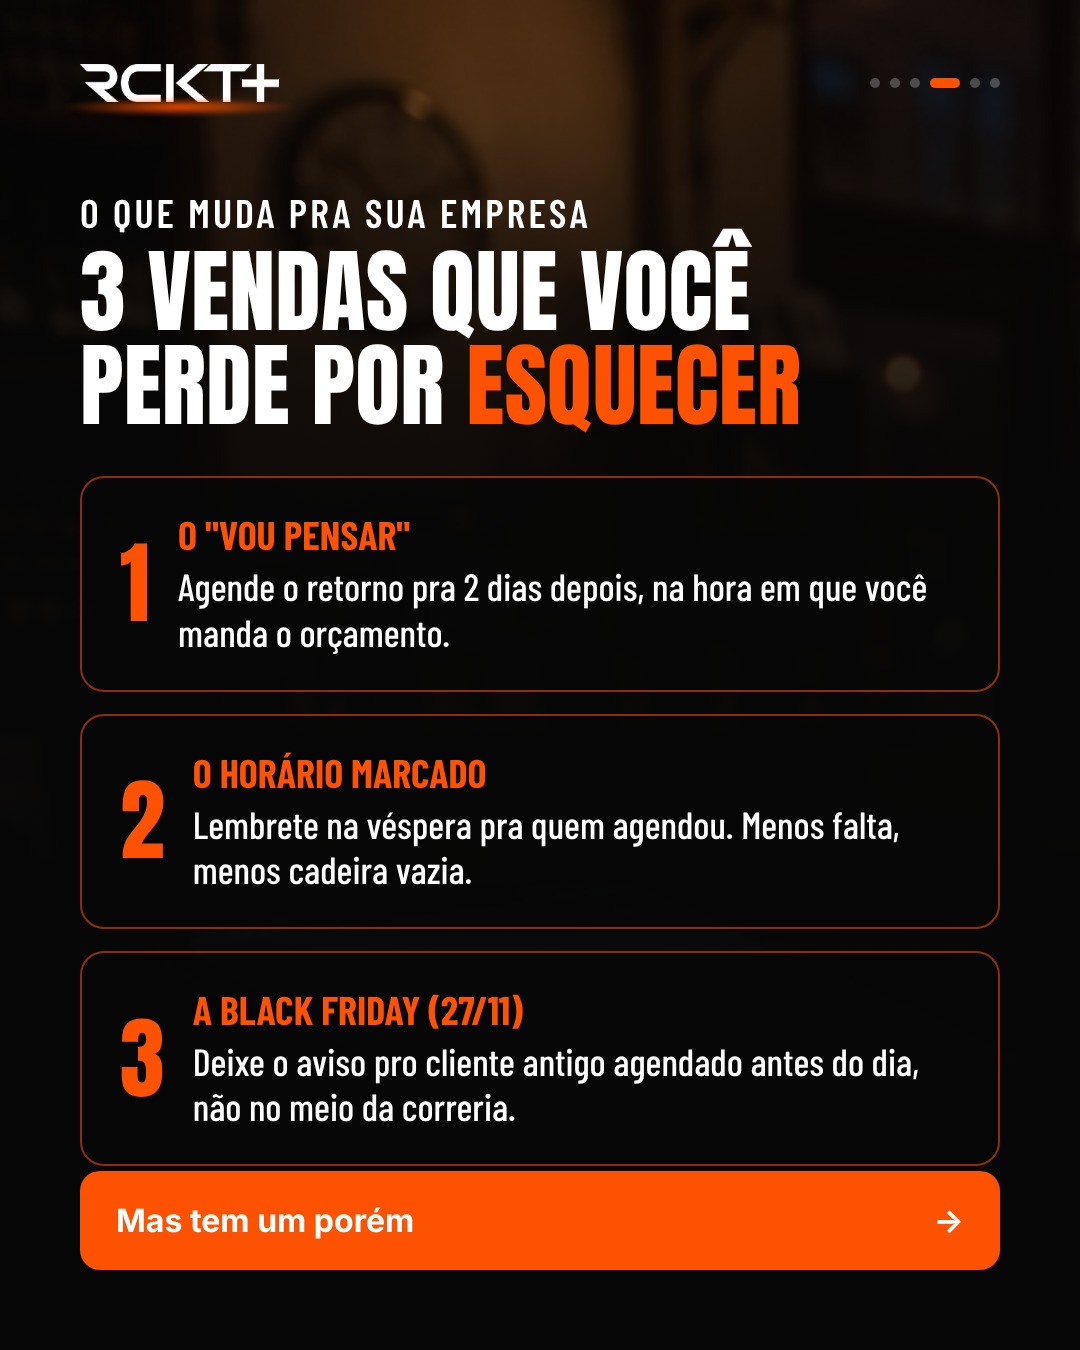 RCKT+
O QUE MUDA PRA SUA EMPRESA
3 VENDAS QUE VOCÊ
PERDE POR ESQUECER
1
O "VOU PENSAR"
Agende o retorno pra 2 dias depois, na hora em que você
manda o orçamento.
2
O HORÁRIO MARCADO
Lembrete na véspera pra quem agendou. Menos falta,
menos cadeira vazia.
3
A BLACK FRIDAY (27/11)
Deixe o aviso pro cliente antigo agendado antes do dia,
não no meio da correria.
Mas tem um porém →